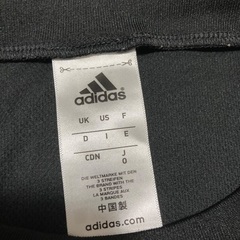 adidas
UK US F
D I E
CDN J
O
DIE WELTMARKE MIT DEN
3 STREIFEN
THE BRAND WITH THE
3 STRIPES
LA MARQUE AUX
3 BANDES
中国製
adidas.com